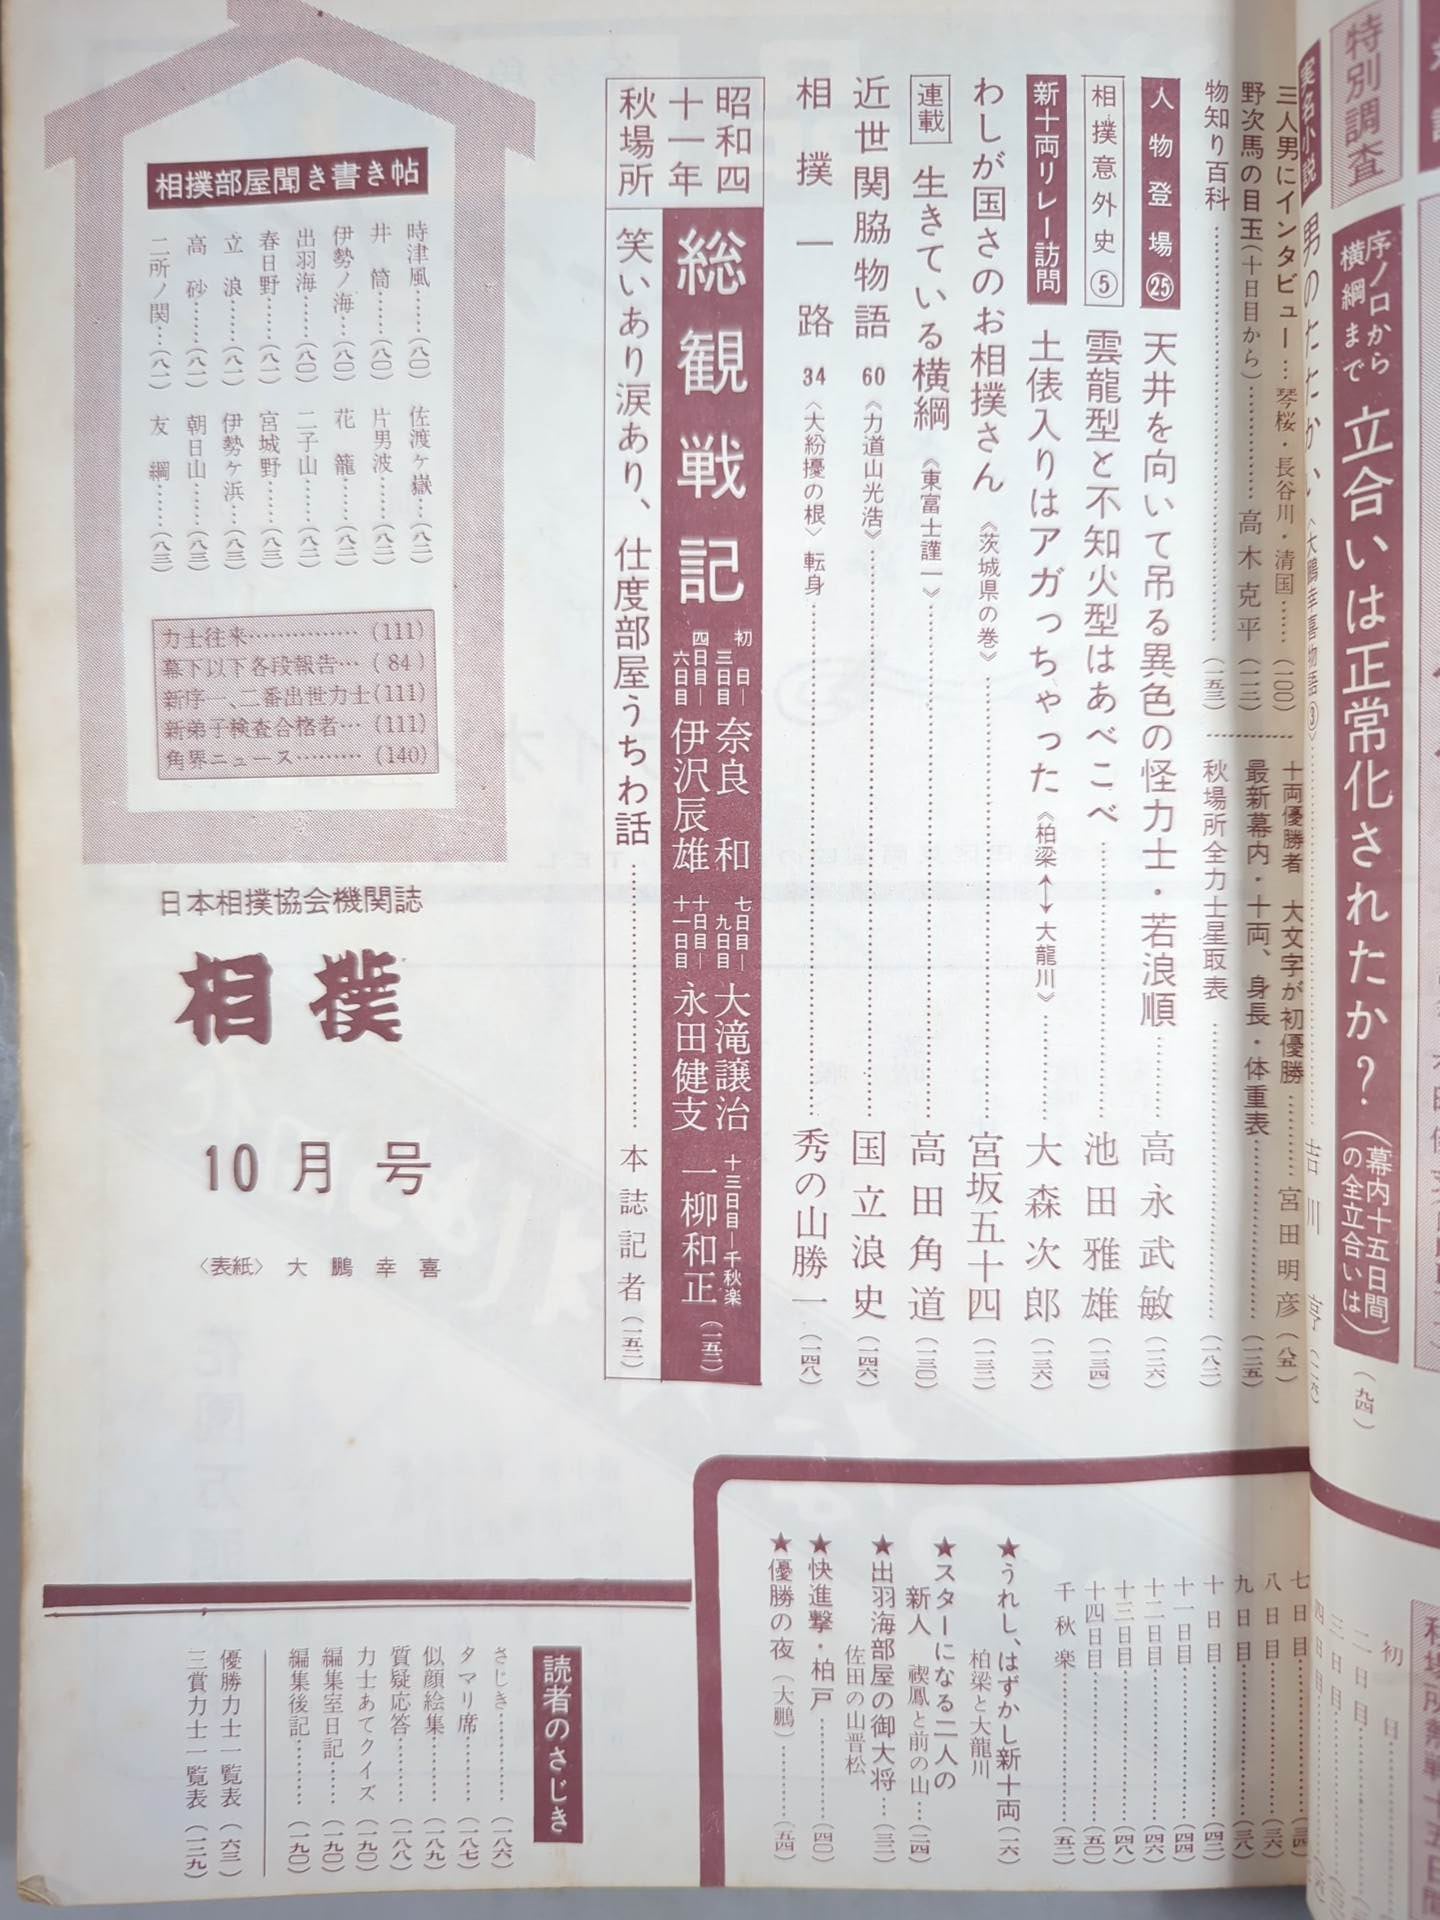 特別調査
序ノ口から
横綱まで
立合いは正常化されたか?
(幕内十五日間
の全立合いは)
(九四)
実名小説
男のたたかい
〈大鵬幸喜物語③〉
吉川
三人男にインタビュー…琴桜・長谷川・清国……(一〇〇)
野次馬の目玉(十日目から)……高木克平(一二二)
物知り百科……(一五三)
十両優勝者 大文字が初優勝……宮田明彦(八五)
最新幕内・十両、身長・体重表……(一二五)
秋場所全力士星取表……(一八二)
人物登場㉕ 天井を向いて吊る異色の怪力士・若浪順……高永武敏(一二六)
相撲意外史⑤ 雲龍型と不知火型はあべこべ……池田雅雄(一三四)
新十両リレー訪問 土俵入りはアガっちゃった《柏梁←→大龍川》……大森次郎(一三六)
わしが国さのお相撲さん《茨城県の巻》……宮坂五十四(一三二)
連載 生きている横綱《東富士謹一》……高田角道(一三〇)
近世関脇物語60《力道山光浩》……国立浪史(一四六)
相撲一路34〈大紛擾の根〉転身……秀の山勝一(一四八)
昭和四
十一年
秋場所
総観戦記
初日―
三日目 奈良和
四日目―
六日目 伊沢辰雄
七日目―
九日目 大滝譲治
十日目―
十一日目 永田健支
十三日目―千秋楽 一柳和正(一五二)
笑いあり涙あり、仕度部屋うちわ話……本誌記者(一五二)
相撲部屋聞き書き帖
時津風……(八〇)
井筒……(八〇)
伊勢ノ海…(八〇)
出羽海……(八〇)
春日野……(八一)
立浪……(八一)
高砂……(八一)
二所ノ関…(八一)
佐渡ケ嶽…(八二)
片男波……(八二)
花籠……(八二)
二子山……(八二)
宮城野……(八三)
伊勢ケ浜…(八三)
朝日山……(八三)
友綱……(八三)
力士往来……(111)
幕下以下各段報告…(84)
新序一、二番出世力士(111)
新弟子検査合格者…(111)
角界ニュース……(140)
日本相撲協会機関誌
相撲
10月号
〈表紙〉大鵬幸喜
初日
二日目
三日目
四日目
七日目……(三四)
八日目……(三六)
九日目……(三八)
十日目……(四二)
十一日目……(四四)
十二日目……(四六)
十三日目……(四八)
十四日目……(五〇)
千秋楽……(五二)
★うれし、はずかし新十両(一六)
柏梁と大龍川
★スターになる二人の
新人 禊鳳と前の山…(二四)
★出羽海部屋の御大将…(三二)
佐田の山晋松
★快進撃・柏戸……(四〇)
★優勝の夜(大鵬)……(五四)
読者のさじき
さじき……(一八六)
タマリ席……(一八七)
似顔絵集……(一八九)
質疑応答……(一八八)
力士あてクイズ(一九〇)
編集室日記……(一九〇)
編集後記……(一九〇)
優勝力士一覧表(六三)
三賞力士一覧表(一二九)